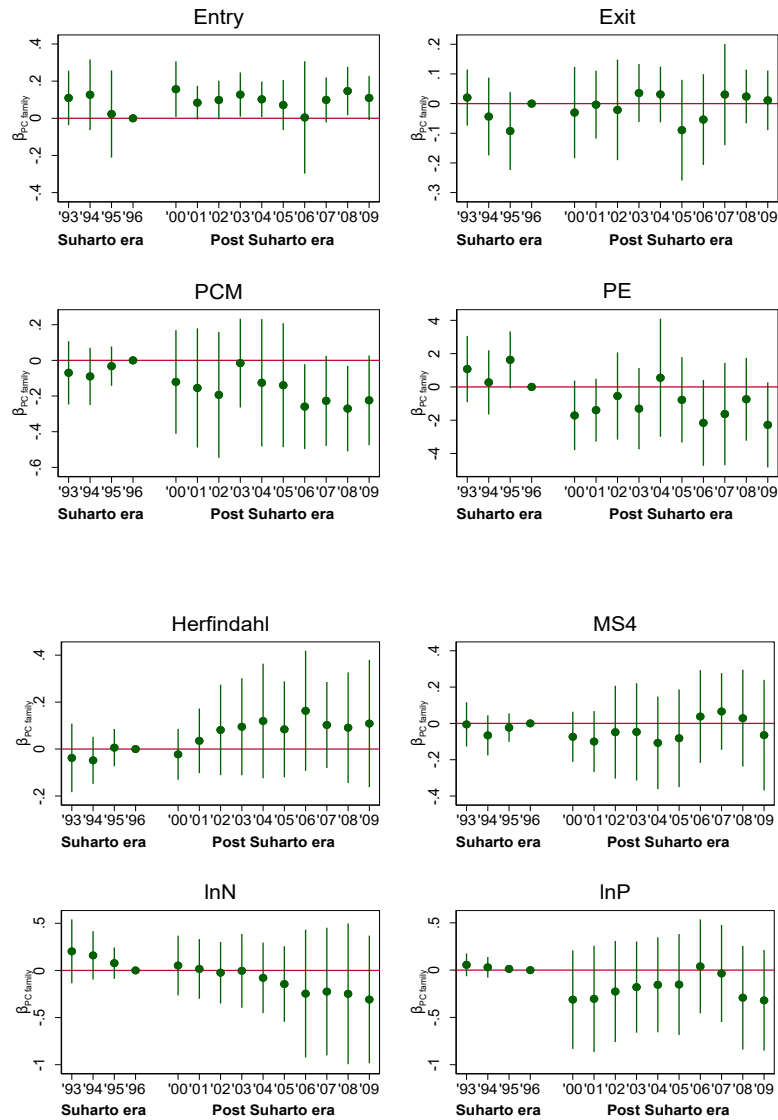 Entry
Exit
.4
.2
0
-.2
-.4
βPC family
.2
.1
0
-.1
-.2
-.3
'93 '94 '95 '96 '00 '01 '02 '03 '04 '05 '06 '07 '08 '09
'93 '94 '95 '96 '00 '01 '02 '03 '04 '05 '06 '07 '08 '09
Suharto era Post Suharto era
Suharto era Post Suharto era
PCM
PE
.2
0
-.2
-.4
-.6
βPC family
4
2
0
-2
-4
βPC family
'93 '94 '95 '96 '00 '01 '02 '03 '04 '05 '06 '07 '08 '09
'93 '94 '95 '96 '00 '01 '02 '03 '04 '05 '06 '07 '08 '09
Suharto era Post Suharto era
Suharto era Post Suharto era
Herfindahl
MS4
.4
.2
0
-.2
βPC family
.4
.2
0
-.2
-.4
βPC family
'93 '94 '95 '96 '00 '01 '02 '03 '04 '05 '06 '07 '08 '09
'93 '94 '95 '96 '00 '01 '02 '03 '04 '05 '06 '07 '08 '09
Suharto era Post Suharto era
Suharto era Post Suharto era
lnN
lnP
.5
0
-.5
-1
βPC family
.5
0
-.5
-1
βPC family
'93 '94 '95 '96 '00 '01 '02 '03 '04 '05 '06 '07 '08 '09
'93 '94 '95 '96 '00 '01 '02 '03 '04 '05 '06 '07 '08 '09
Suharto era Post Suharto era
Suharto era Post Suharto era